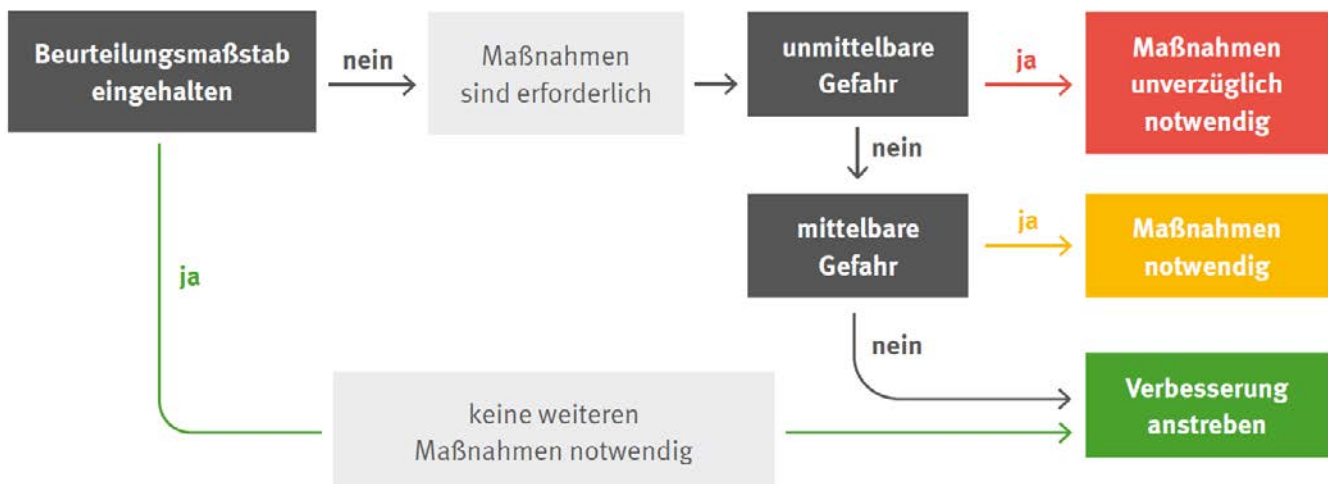 Beurteilungsmaßstab
eingehalten
nein
Maßnahmen
sind erforderlich
unmittelbare
Gefahr
ja
Maßnahmen
unverzüglich
notwendig
nein
mittelbare
Gefahr
ja
Maßnahmen
notwendig
ja
nein
keine weiteren
Maßnahmen notwendig
Verbesserung
anstreben